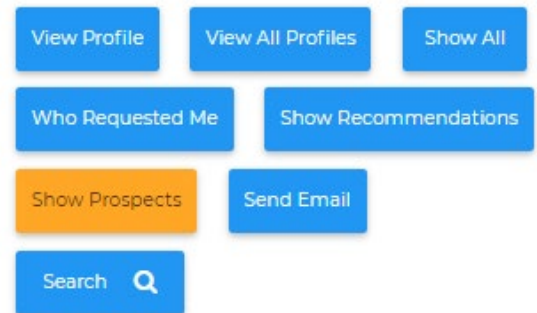 View Profile View All Profiles Show All
Who Requested Me Show Recommendations
Show Prospects Send Email
Search